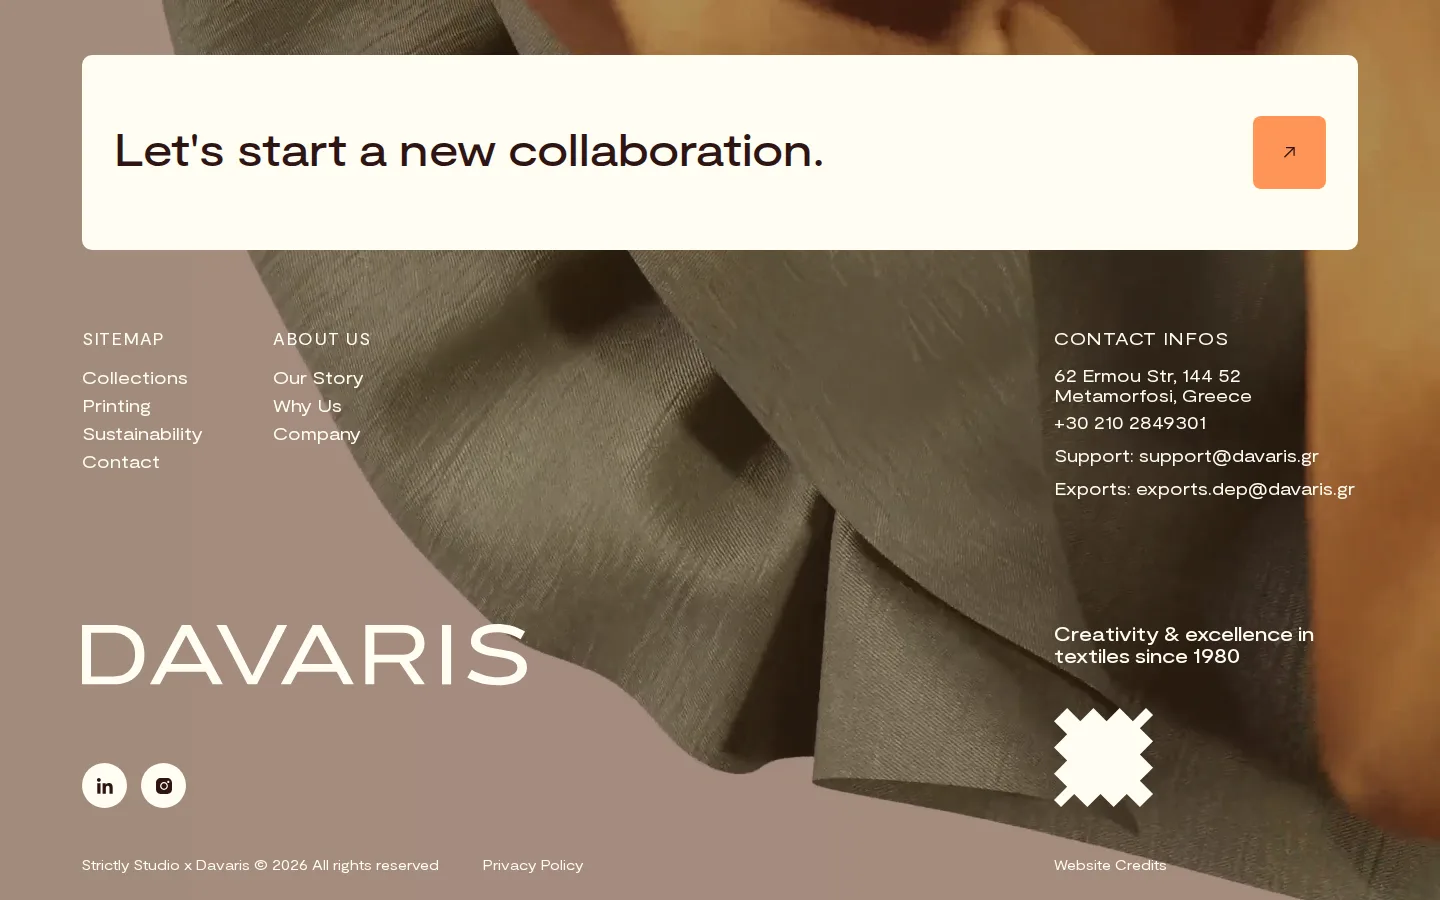 Let's start a new collaboration.
SITEMAP
Collections
Printing
Sustainability
Contact
ABOUT US
Our Story
Why Us
Company
CONTACT INFOS
62 Ermou Str, 144 52
Metamorfosi, Greece
+30 210 2849301
Support: support@davaris.gr
Exports: exports.dep@davaris.gr
DAVARIS
Creativity & excellence in
textiles since 1980
in
Strictly Studio x Davaris © 2026 All rights reserved
Privacy Policy
Website Credits